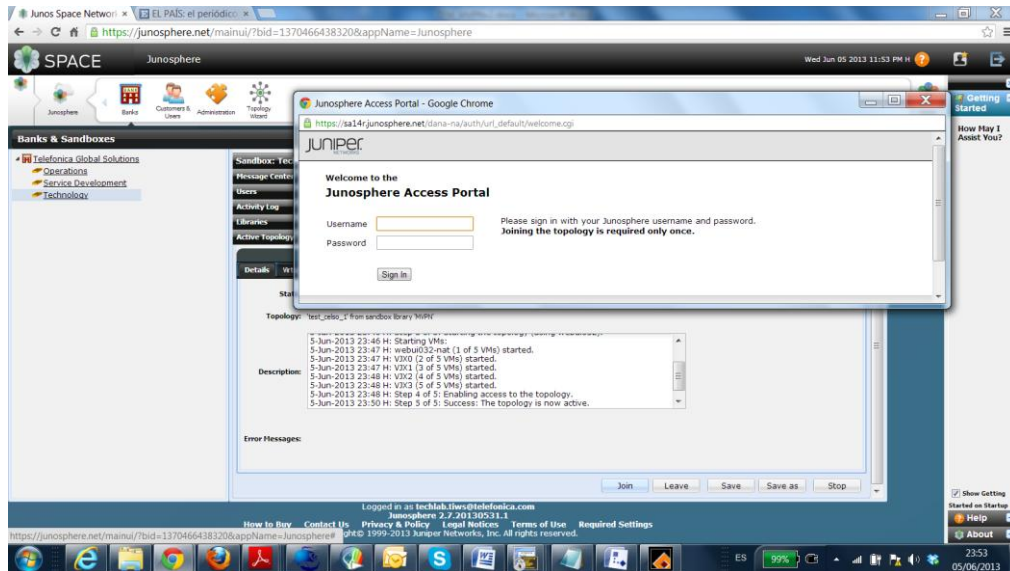 Junos Space Networ ×
EL PAÍS: el periódic ×
https://junosphere.net/mainui/?bid=1370466438320&appName=Junosphere
SPACE
Junosphere
Wed Jun 05 2013 11:53 PM H
Junosphere
Banks
Customers & Users
Administration
Topology Wizard
Getting Started
How May I Assist You?
Banks & Sandboxes
Telefonica Global Solutions
Operations
Service Development
Technology
Sandbox: Tec
Message Cente
Users
Activity Log
Libraries
Active Topology
Details
Junosphere Access Portal - Google Chrome
https://sa14r.junosphere.net/dana-na/auth/url_default/welcome.cgi
JUNIPER
NETWORKS
Welcome to the
Junosphere Access Portal
Username
Password
Please sign in with your Junosphere username and password.
Joining the topology is required only once.
Sign In
Stat
Topology: 'test_celso_1' from sandbox library 'MVPN'
Description:
5-Jun-2013 23:46 H: Starting VMs:
5-Jun-2013 23:47 H: webui032-nat (1 of 5 VMs) started.
5-Jun-2013 23:47 H: VJX0 (2 of 5 VMs) started.
5-Jun-2013 23:47 H: VJX1 (3 of 5 VMs) started.
5-Jun-2013 23:48 H: VJX2 (4 of 5 VMs) started.
5-Jun-2013 23:48 H: VJX3 (5 of 5 VMs) started.
5-Jun-2013 23:48 H: Step 4 of 5: Enabling access to the topology.
5-Jun-2013 23:50 H: Step 5 of 5: Success: The topology is now active.
Error Messages:
Join Leave Save Save as Stop
Show Getting Started on Startup
Help
About
Logged in as techlab.tiws@telefonica.com
Junosphere 2.7.20130531.1
How to Buy Contact Us Privacy & Policy Legal Notices Terms of Use Required Settings
https://junosphere.net/mainui/?bid=1370466438320&appName=Junosphere#
ght© 1999-2013 Juniper Networks, Inc. All rights reserved.
ES
99%
23:53
05/06/2013